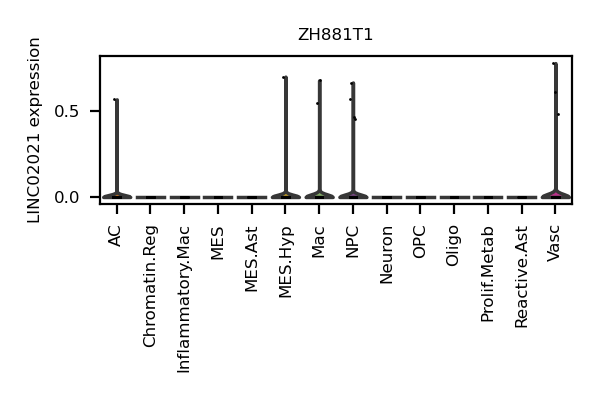 ZH881T1
LINC02021 expression
0.5
0.0
AC
Chromatin.Reg
Inflammatory.Mac
MES
MES.Ast
MES.Hyp
Mac
NPC
Neuron
OPC
Oligo
Prolif.Metab
Reactive.Ast
Vasc